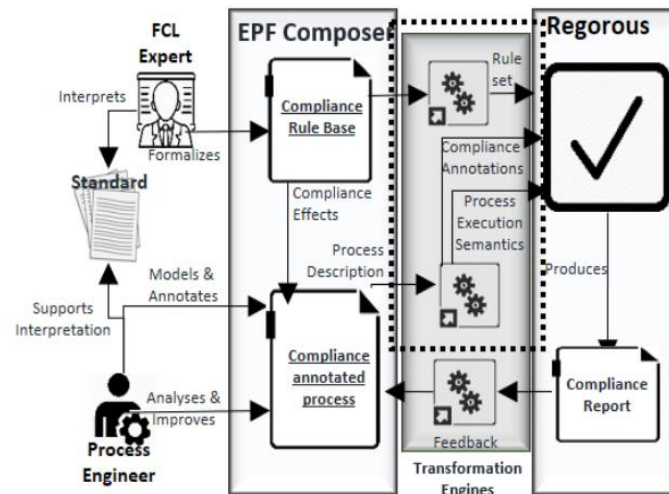 FCL
Expert
EPF Composer
Regorous
Interprets
Formalizes
Standard
Compliance
Rule Base
Rule
set
Compliance
Annotations
Compliance
Effects
Process
Execution
Semantics
Process
Description
Models &
Annotates
Supports
Interpretation
Produces
Compliance
annotated
process
Compliance
Report
Analyses &
Improves
Process
Engineer
Feedback
Transformation
Engines